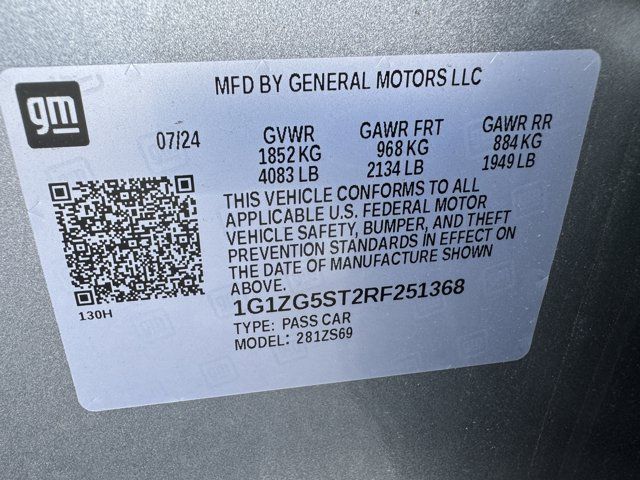 gm
MFD BY GENERAL MOTORS LLC
07/24
GVWR
1852 KG
4083 LB
GAWR FRT
968 KG
2134 LB
GAWR RR
884 KG
1949 LB
THIS VEHICLE CONFORMS TO ALL
APPLICABLE U.S. FEDERAL MOTOR
VEHICLE SAFETY, BUMPER, AND THEFT
PREVENTION STANDARDS IN EFFECT ON
THE DATE OF MANUFACTURE SHOWN
ABOVE.
130H
1G1ZG5ST2RF251368
TYPE: PASS CAR
MODEL: 281ZS69